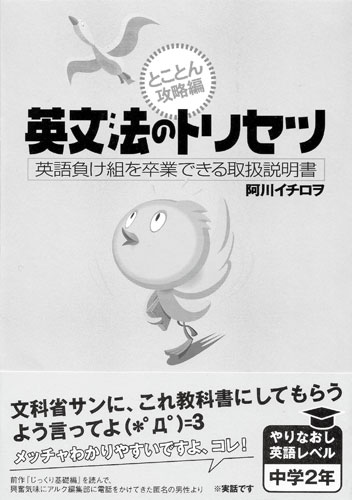 とことん
攻略編
英文法のトリセツ
英語負け組を卒業できる取扱説明書
阿川イチロヲ
文科省サンに、これ教科書にしてもらう
よう言ってよ(*ﾟДﾟ)=3
メッチャわかりやすいですよ、コレ!
前作『じっくり基礎編』を読んで、
興奮気味にアルク編集部に電話をかけてきた匿名の男性より
※実話です
やりなおし
英語レベル
中学2年